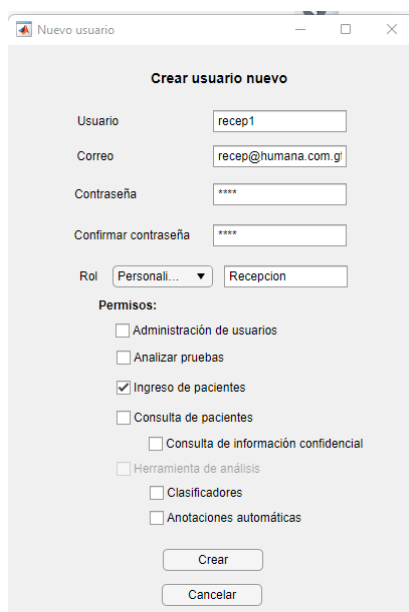 Nuevo usuario
Crear usuario nuevo
Usuario recep1
Correo recep@humana.com.gt
Contraseña ****
Confirmar contraseña ****
Rol Personali... Recepcion
Permisos:
Administración de usuarios
Analizar pruebas
Ingreso de pacientes
Consulta de pacientes
Consulta de información confidencial
Herramienta de análisis
Clasificadores
Anotaciones automáticas
Crear
Cancelar